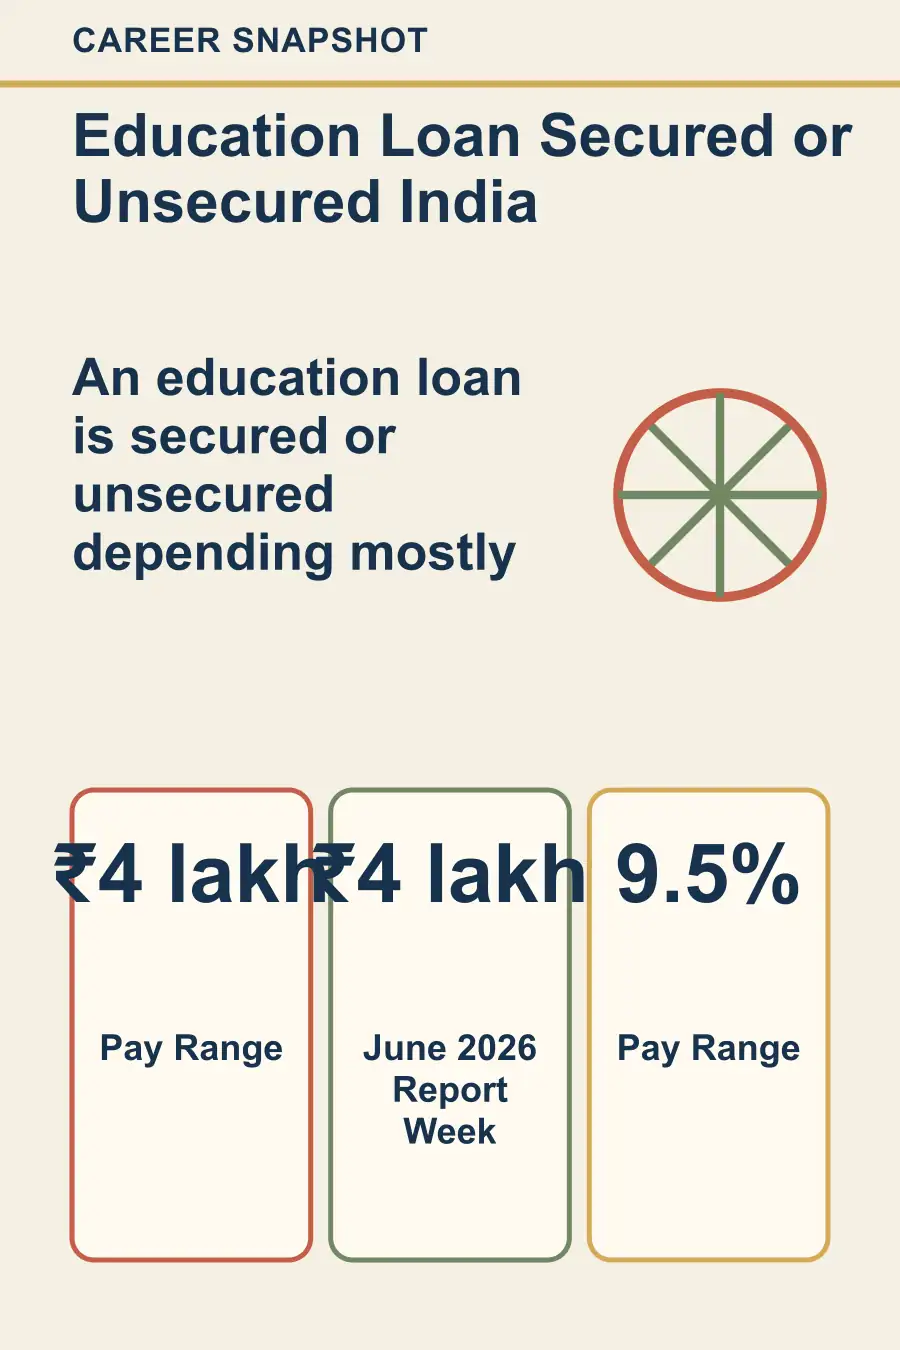 CAREER SNAPSHOT
Education Loan Secured or
Unsecured India
An education loan
is secured or
unsecured
depending mostly
₹4 lakh
₹4 lakh
9.5%
Pay Range
June 2026
Report
Week
Pay Range